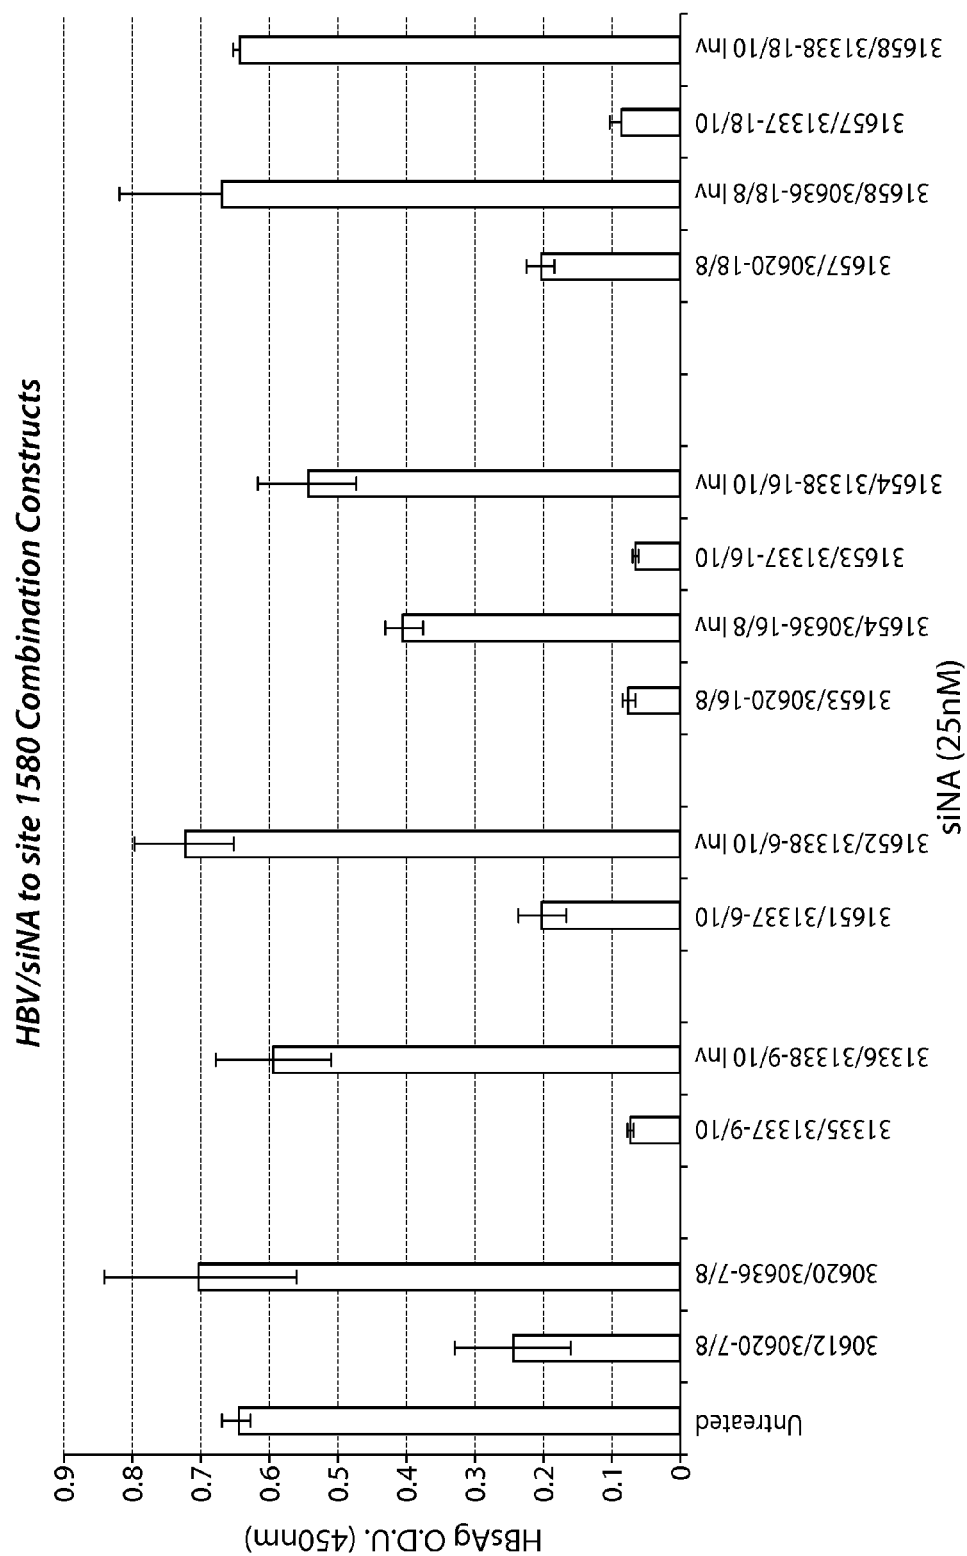 HBV/siNA to site 1580 Combination Constructs
HBsAg O.D.U. (450nm)
0.9
0.8
0.7
0.6
0.5
0.4
0.3
0.2
0.1
0
Untreated
30612/30620-7/8
30620/30636-7/8
31335/31337-9/10
31336/31338-9/10 Inv
31651/31337-6/10
31652/31338-6/10 Inv
31653/30620-16/8
31654/30636-16/8 Inv
31653/31337-16/10
31654/31338-16/10 Inv
31657/30620-18/8
31658/30636-18/8 Inv
31657/31337-18/10
31658/31338-18/10 Inv
siNA (25nM)